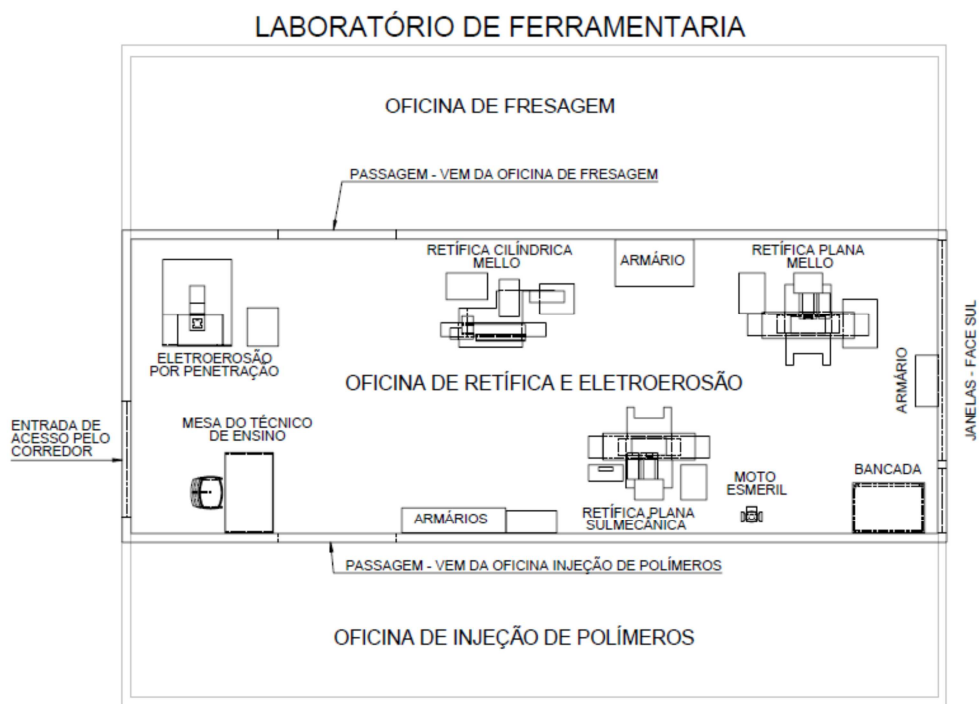 LABORATÓRIO DE FERRAMENTARIA
OFICINA DE FRESAGEM
PASSAGEM - VEM DA OFICINA DE FRESAGEM
RETÍFICA CILÍNDRICA
MELLO
ARMÁRIO
RETÍFICA PLANA
MELLO
ELETROEROSÃO
POR PENETRAÇÃO
OFICINA DE RETÍFICA E ELETROEROSÃO
ARMÁRIO
JANELAS - FACE SUL
ENTRADA DE
ACESSO PELO
CORREDOR
MESA DO TÉCNICO
DE ENSINO
MOTO
ESMERIL
BANCADA
ARMÁRIOS
RETÍFICA PLANA
SULMECÂNICA
PASSAGEM - VEM DA OFICINA INJEÇÃO DE POLÍMEROS
OFICINA DE INJEÇÃO DE POLÍMEROS